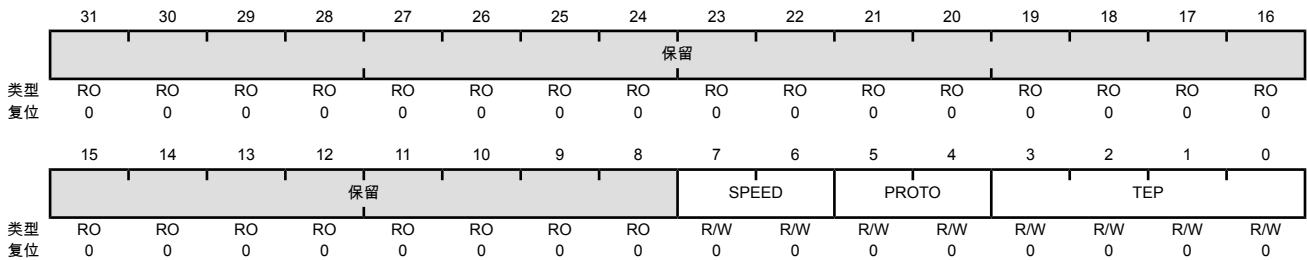 31 30 29 28 27 26 25 24 23 22 21 20 19 18 17 16
保留
类型 RO RO RO RO RO RO RO RO RO RO RO RO RO RO RO RO
复位 0 0 0 0 0 0 0 0 0 0 0 0 0 0 0 0
15 14 13 12 11 10 9 8 7 6 5 4 3 2 1 0
保留 SPEED PROTO TEP
类型 RO RO RO RO RO RO RO RO R/W R/W R/W R/W R/W R/W R/W R/W
复位 0 0 0 0 0 0 0 0 0 0 0 0 0 0 0 0